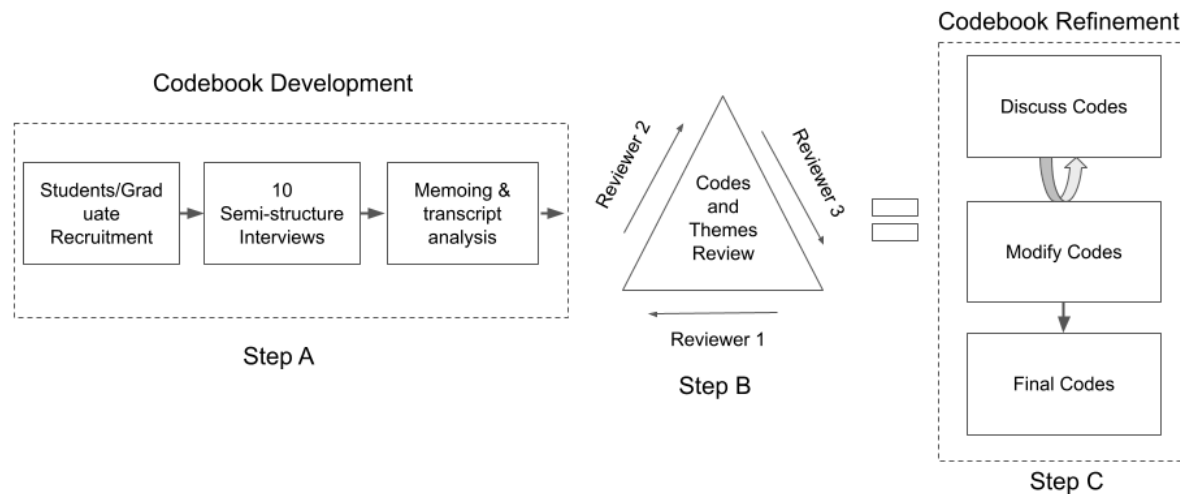 Codebook Development
Students/Grad
uate
Recruitment
10
Semi-structure
Interviews
Memoing &
transcript
analysis
Step A
Reviewer 2
Codes
and
Themes
Review
Reviewer 3
Reviewer 1
Step B
Codebook Refinement
Discuss Codes
Modify Codes
Final Codes
Step C